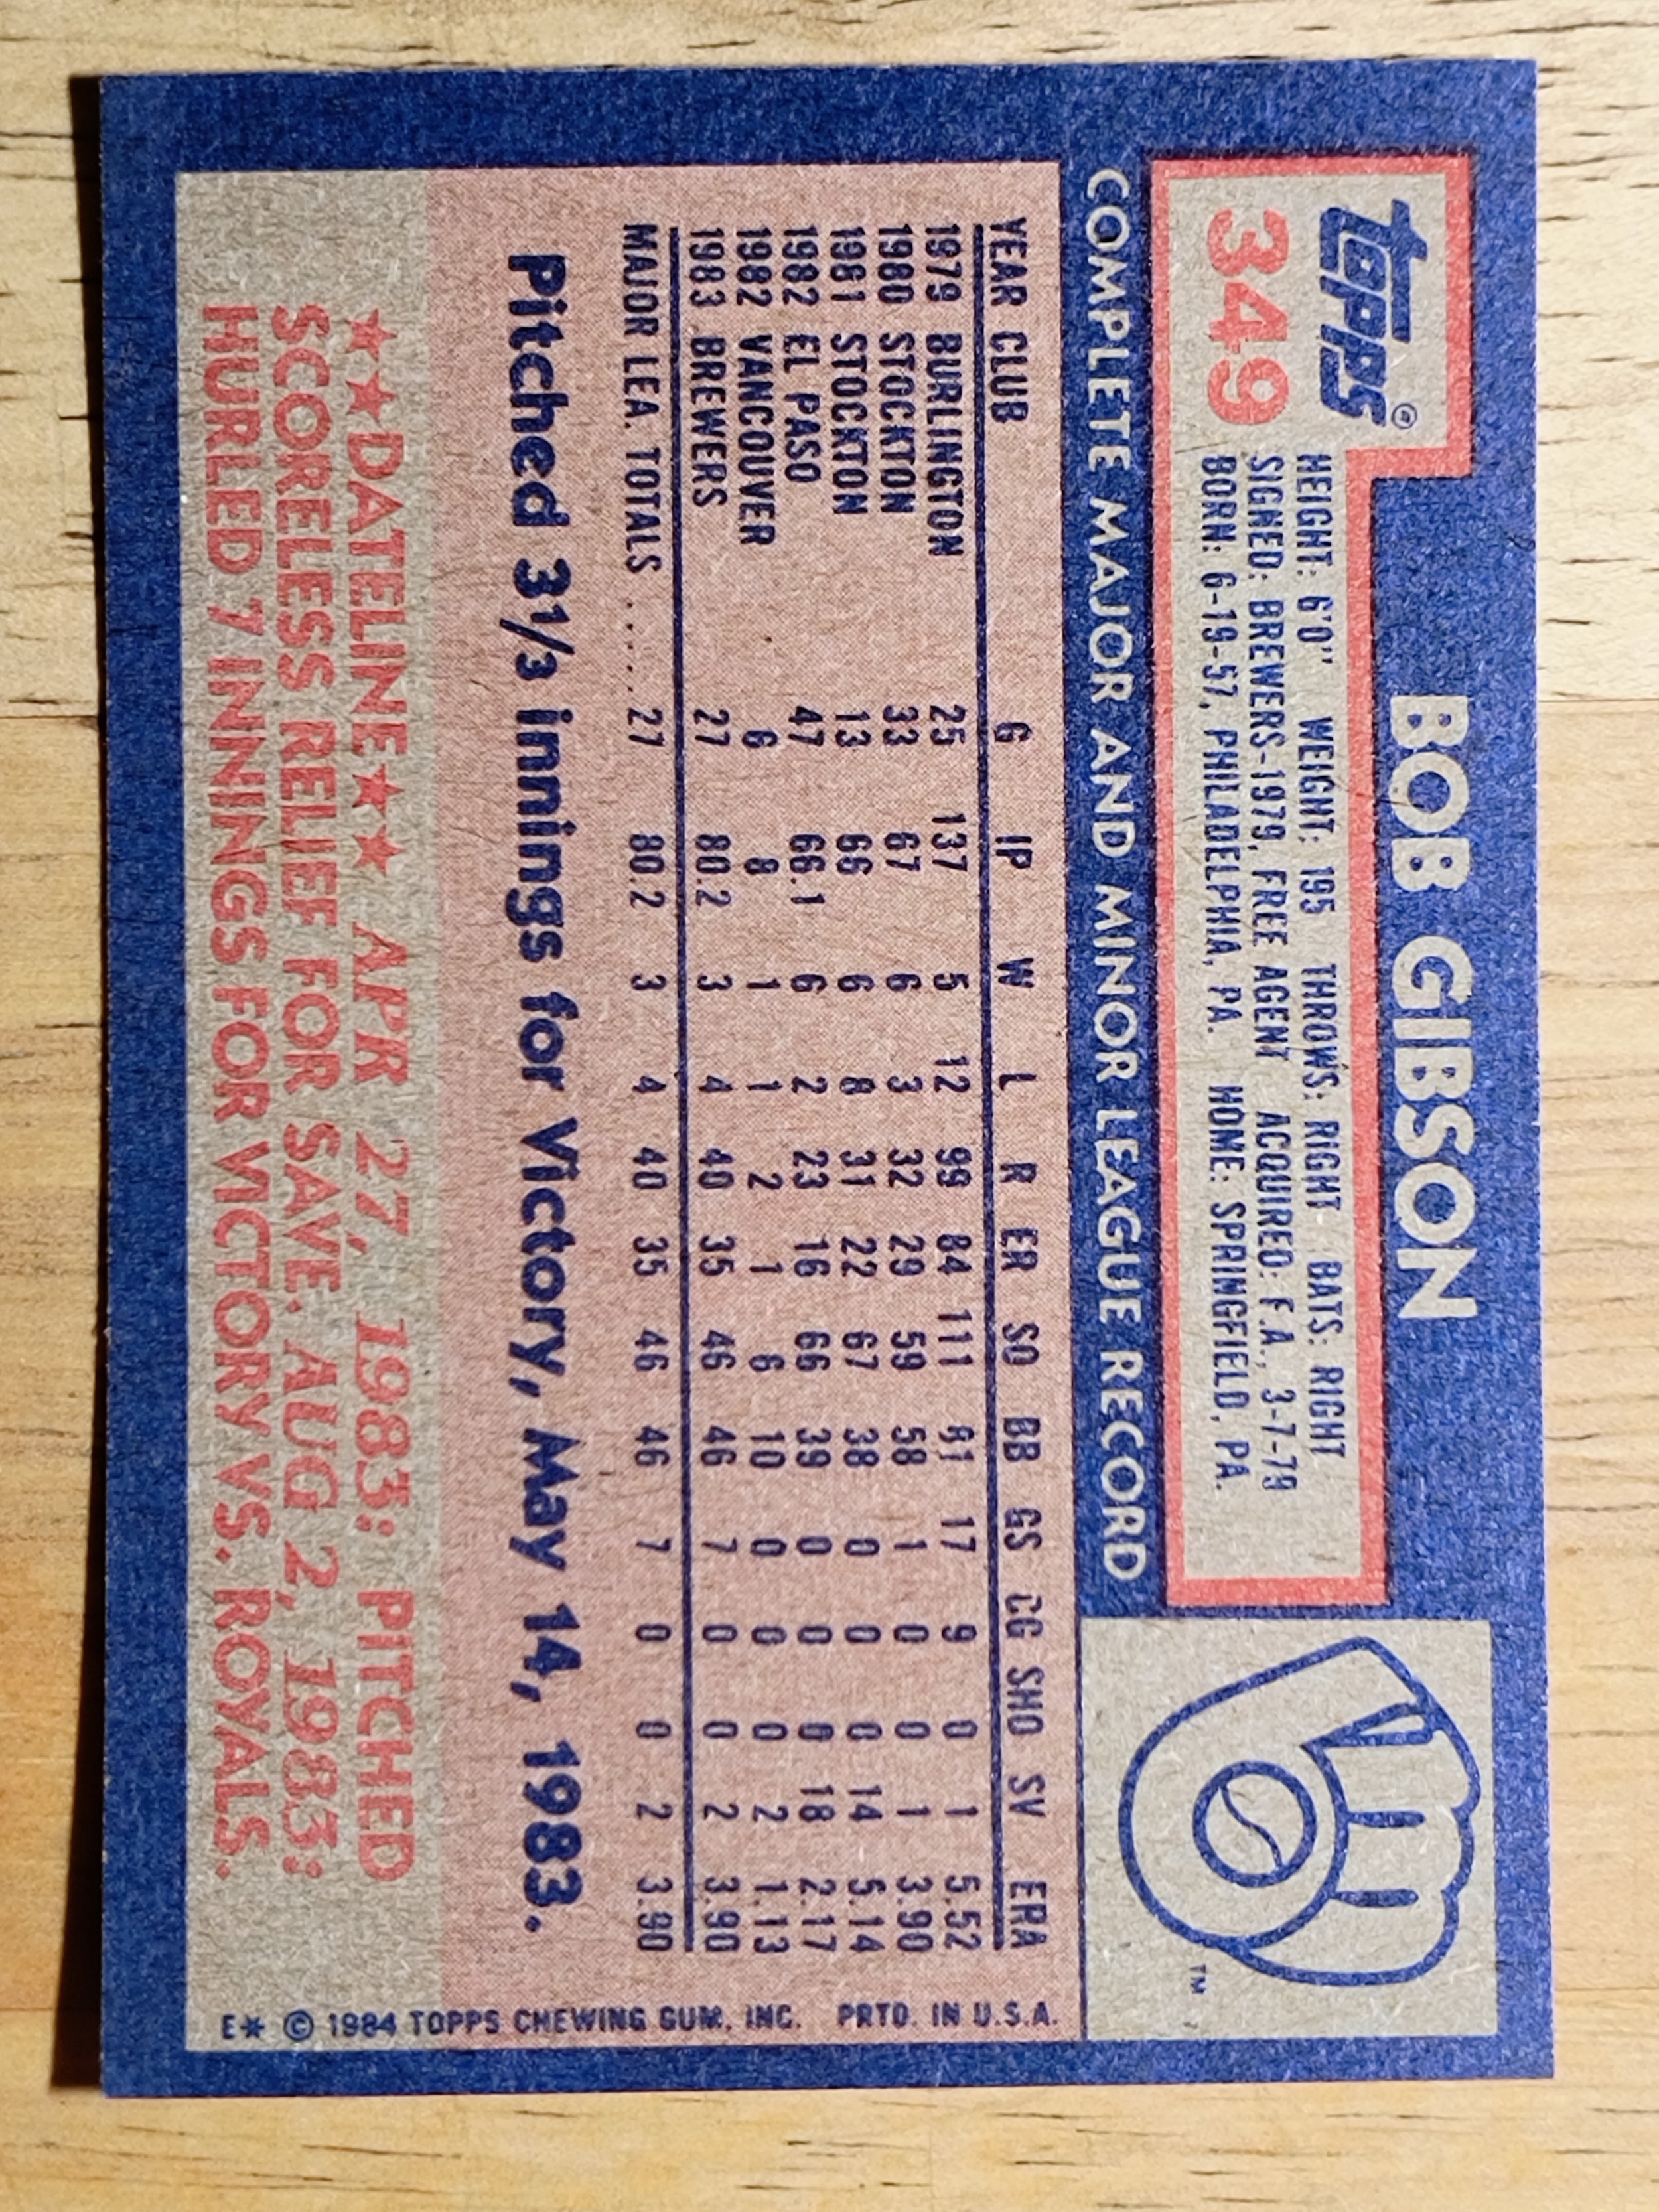 BOB GIBSON
TOPPS®
349
HEIGHT: 6'0" WEIGHT: 195 THROWS: RIGHT BATS: RIGHT
SIGNED: BREWERS-1979, FREE AGENT ACQUIRED: F.A., 3-7-79
BORN: 6-19-57, PHILADELPHIA, PA. HOME: SPRINGFIELD, PA.
COMPLETE MAJOR AND MINOR LEAGUE RECORD
M
TM
YEAR CLUB G IP W L R ER SO BB GS CG SHO SV ERA
1979 BURLINGTON 25 137 5 12 99 84 111 81 17 9 0 1 5.52
1980 STOCKTON 33 67 6 3 32 29 59 58 1 0 0 1 3.90
1981 STOCKTON 13 66 6 8 31 22 67 38 0 0 0 14 5.14
1982 EL PASO 47 66.1 6 2 23 16 66 39 0 0 0 18 2.17
1982 VANCOUVER 6 8 1 1 2 1 6 10 0 0 0 2 1.13
1983 BREWERS 27 80.2 3 4 40 35 46 46 7 0 0 2 3.90
MAJOR LEA. TOTALS ..... 27 80.2 3 4 40 35 46 46 7 0 0 2 3.90
Pitched 3⅓ innings for Victory, May 14, 1983.
★★DATELINE★★ APR 27, 1983: PITCHED
SCORELESS RELIEF FOR SAVE. AUG 2, 1983:
HURLED 7 INNINGS FOR VICTORY VS. ROYALS.
E* © 1984 TOPPS CHEWING GUM, INC. PRTD. IN U.S.A.